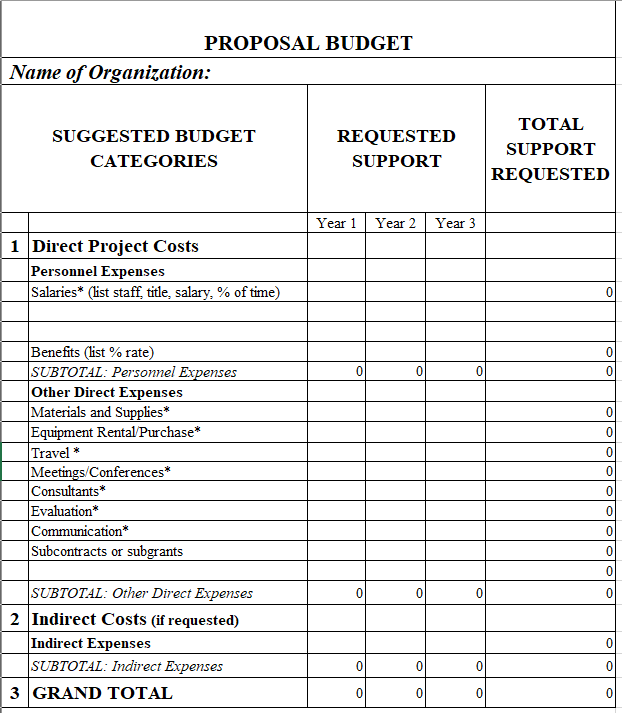 PROPOSAL BUDGET
Name of Organization:
SUGGESTED BUDGET CATEGORIES REQUESTED SUPPORT TOTAL SUPPORT REQUESTED
Year 1 Year 2 Year 3
1 Direct Project Costs
Personnel Expenses
Salaries* (list staff, title, salary, % of time) 0
Benefits (list % rate) 0
SUBTOTAL: Personnel Expenses 0 0 0 0
Other Direct Expenses
Materials and Supplies* 0
Equipment Rental/Purchase* 0
Travel * 0
Meetings/Conferences* 0
Consultants* 0
Evaluation* 0
Communication* 0
Subcontracts or subgrants 0
0
SUBTOTAL: Other Direct Expenses 0 0 0 0
2 Indirect Costs (if requested)
Indirect Expenses 0
SUBTOTAL: Indirect Expenses 0 0 0 0
3 GRAND TOTAL 0 0 0 0